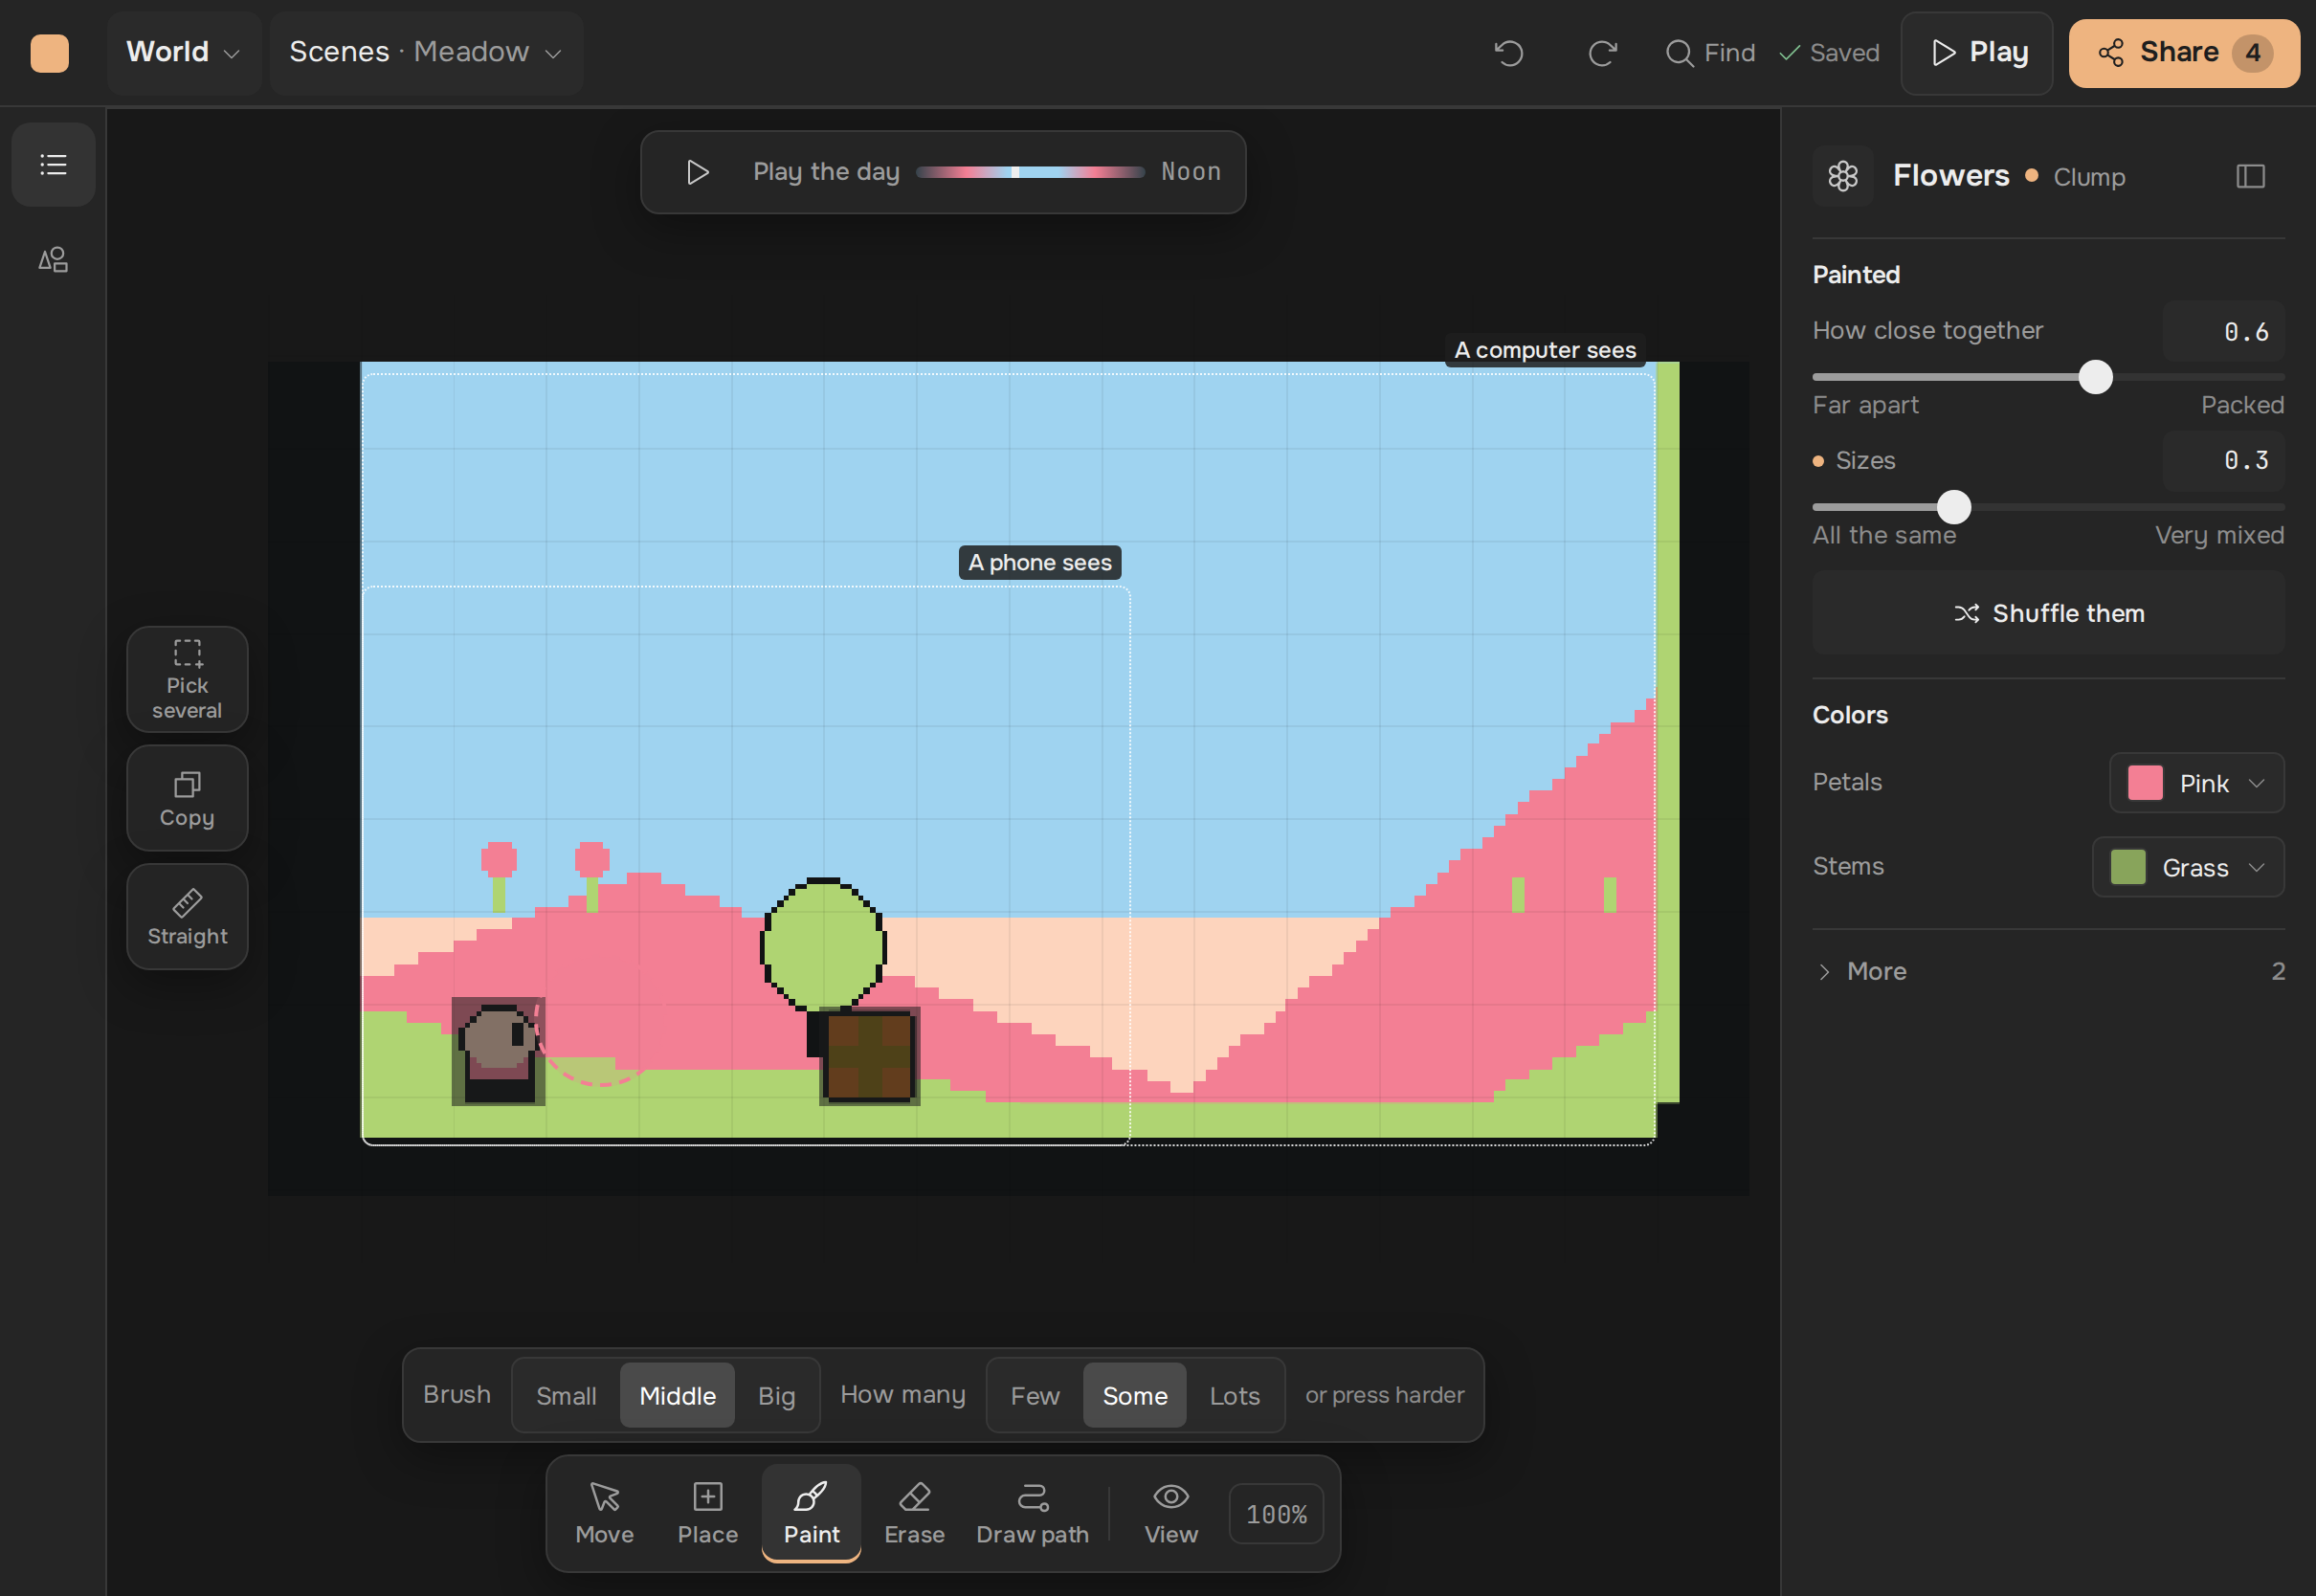 World
Scenes · Meadow
Find
Saved
Play
Share 4
Play the day
Noon
Flowers
Clump
Painted
How close together
0.6
Far apart
Packed
Sizes
0.3
All the same
Very mixed
Shuffle them
Colors
Petals
Pink
Stems
Grass
More
2
A computer sees
A phone sees
Pick
several
Copy
Straight
Brush
Small
Middle
Big
How many
Few
Some
Lots
or press harder
Move
Place
Paint
Erase
Draw path
View
100%